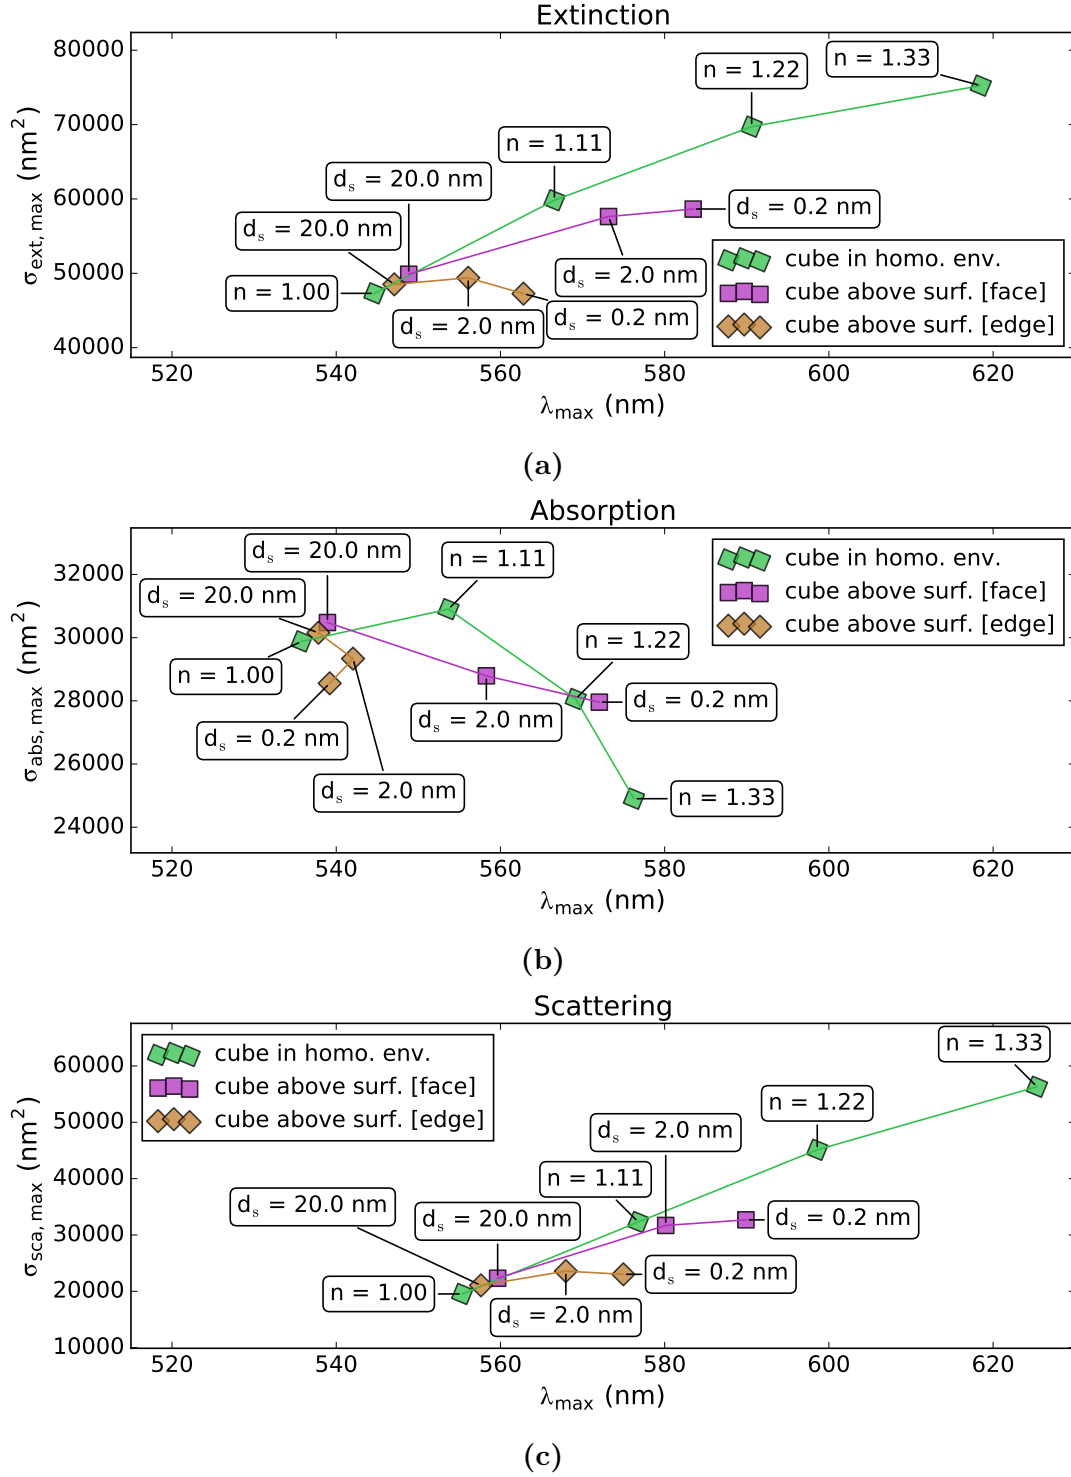 Extinction
80000
70000
60000
50000
40000
σext, max (nm²)
n = 1.33
n = 1.22
n = 1.11
dₛ = 20.0 nm
dₛ = 20.0 nm
dₛ = 0.2 nm
n = 1.00
dₛ = 2.0 nm
dₛ = 2.0 nm
dₛ = 0.2 nm
cube in homo. env.
cube above surf. [face]
cube above surf. [edge]
520 540 560 580 600 620
λmax (nm)
(a)
Absorption
32000
30000
28000
26000
24000
σabs, max (nm²)
dₛ = 20.0 nm
n = 1.11
dₛ = 20.0 nm
n = 1.00
n = 1.22
dₛ = 0.2 nm
dₛ = 2.0 nm
dₛ = 0.2 nm
dₛ = 2.0 nm
n = 1.33
cube in homo. env.
cube above surf. [face]
cube above surf. [edge]
520 540 560 580 600 620
λmax (nm)
(b)
Scattering
60000
50000
40000
30000
20000
10000
σsca, max (nm²)
cube in homo. env.
cube above surf. [face]
cube above surf. [edge]
n = 1.33
n = 1.22
dₛ = 2.0 nm
n = 1.11
dₛ = 20.0 nm
dₛ = 20.0 nm
dₛ = 0.2 nm
dₛ = 0.2 nm
n = 1.00
dₛ = 2.0 nm
520 540 560 580 600 620
λmax (nm)
(c)